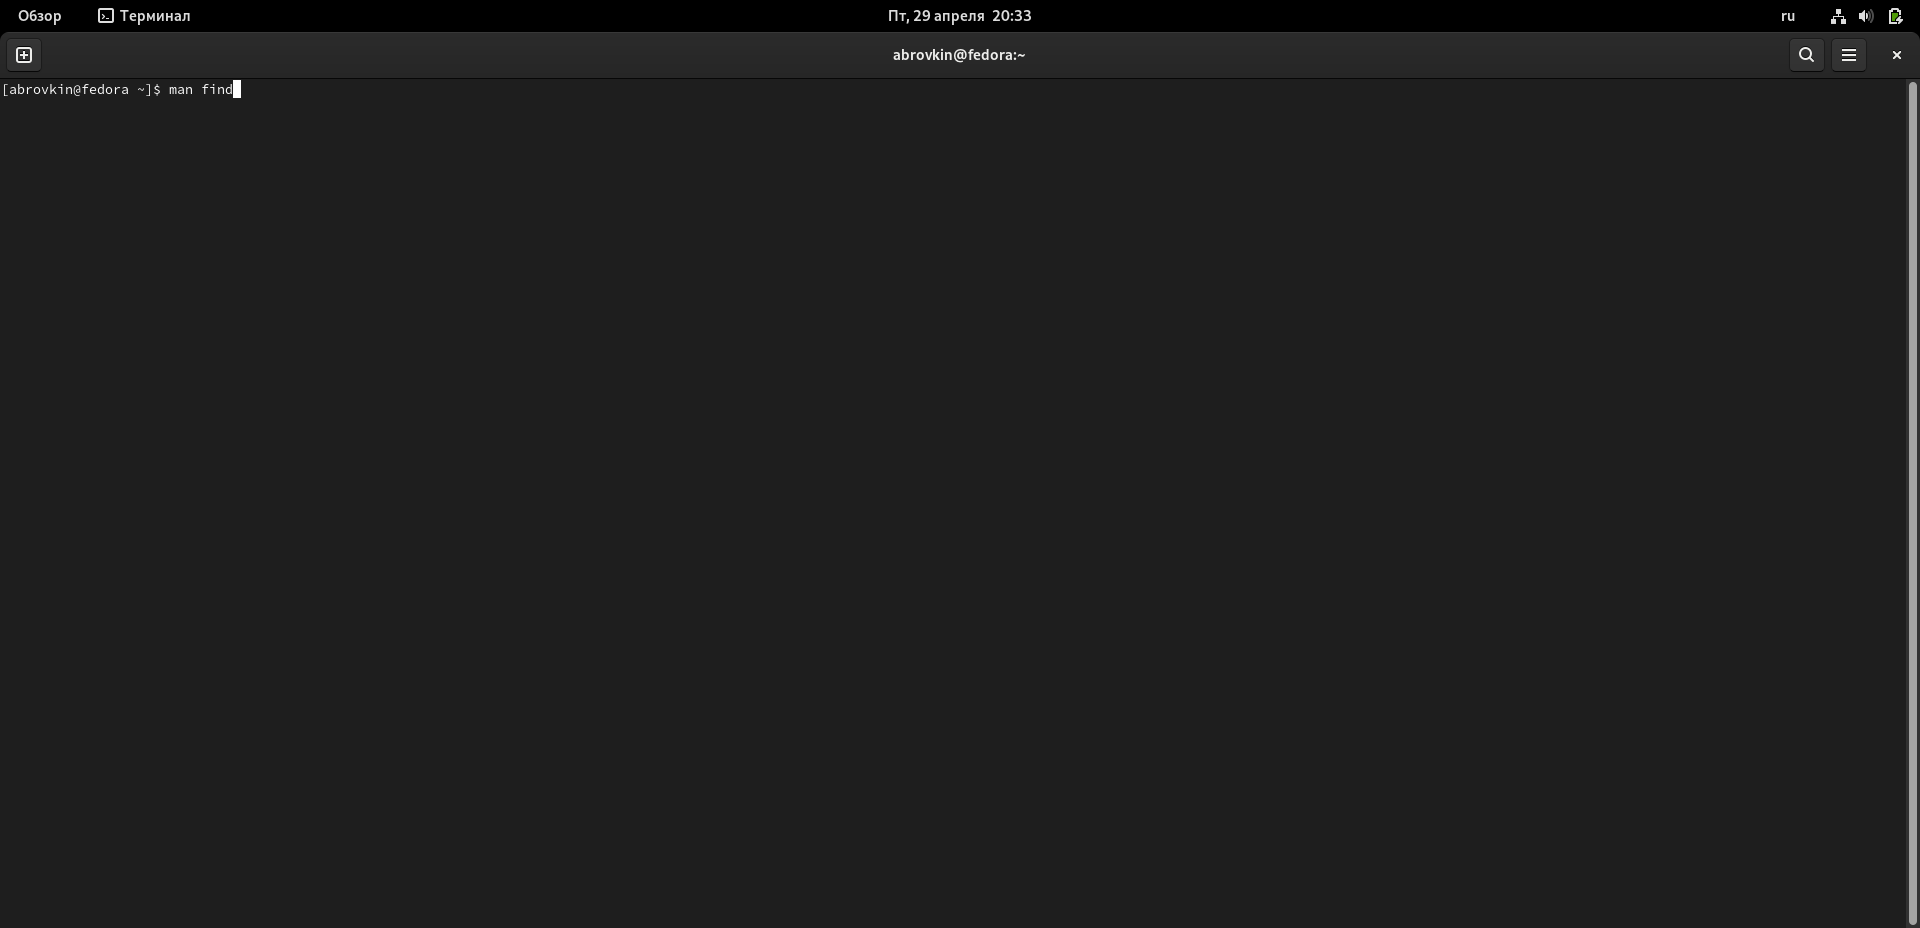 Обзор Терминал Пт, 29 апреля 20:33 ru
abrovkin@fedora:~
[abrovkin@fedora ~]$ man find